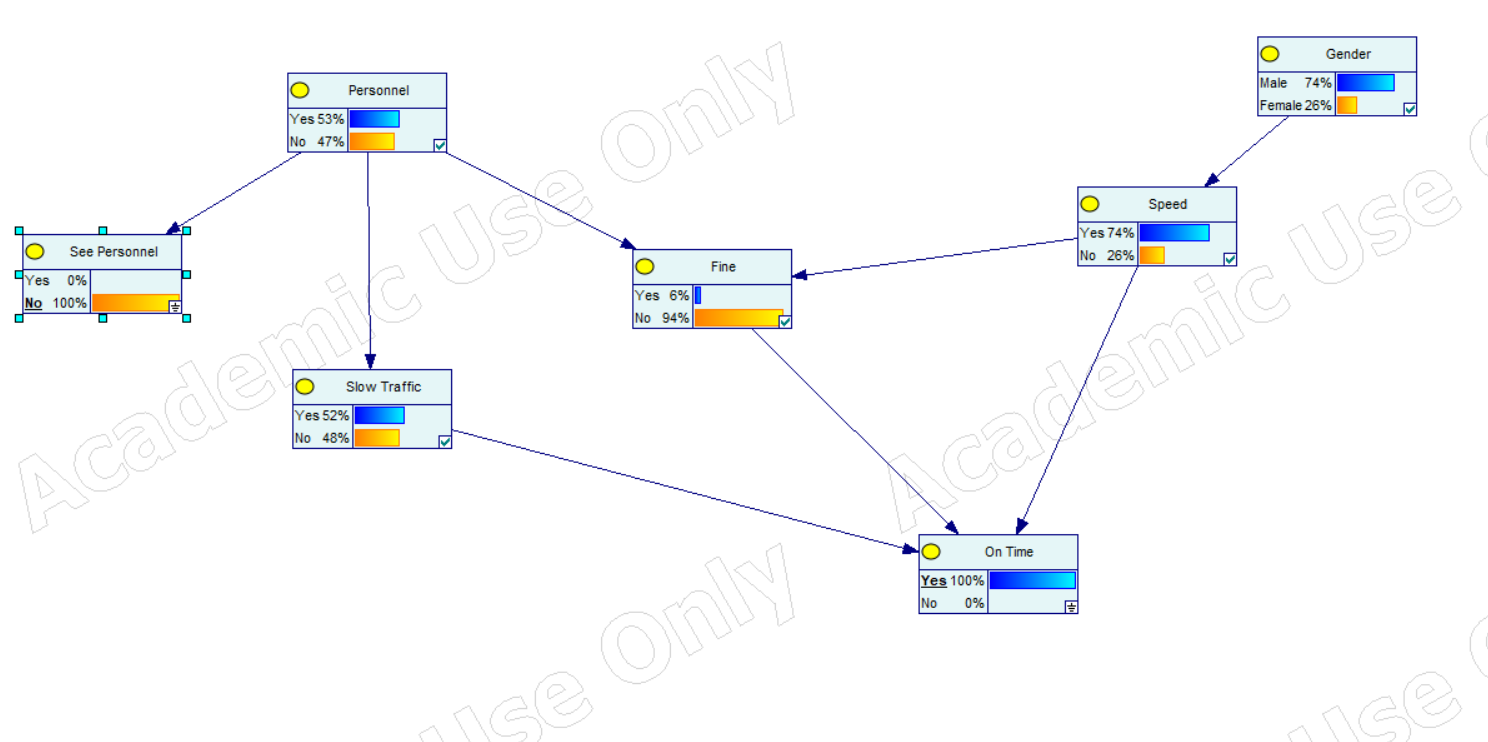 Gender
Male 74%
Female 26%
Personnel
Yes 53%
No 47%
Speed
Yes 74%
No 26%
See Personnel
Yes 0%
No 100%
Fine
Yes 6%
No 94%
Slow Traffic
Yes 52%
No 48%
On Time
Yes 100%
No 0%
Academic Use Only
Academic Use O
Use Only
Use O